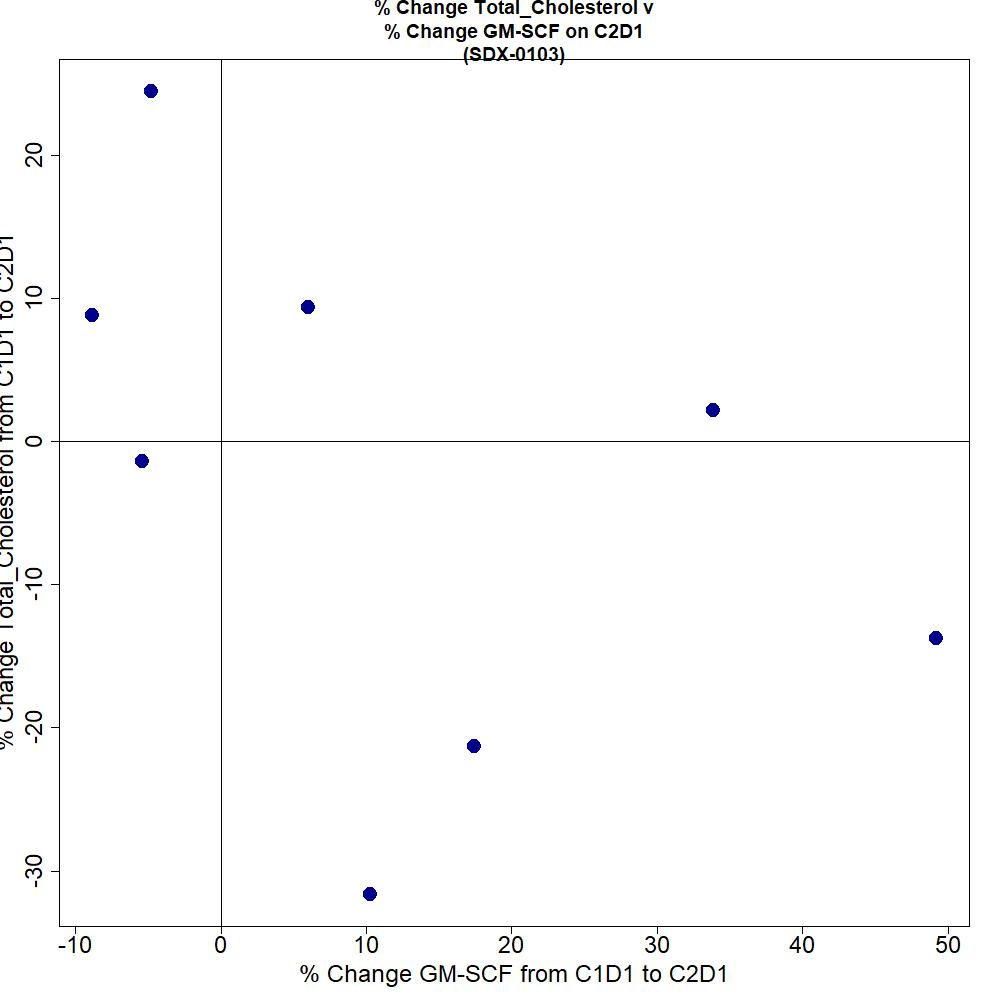 % Change Total_Cholesterol v
% Change GM-SCF on C2D1
(SDX-0103)
% Change Total_Cholesterol from C1D1 to C2D1
20
10
0
-10
-20
-30
-10 0 10 20 30 40 50
% Change GM-SCF from C1D1 to C2D1